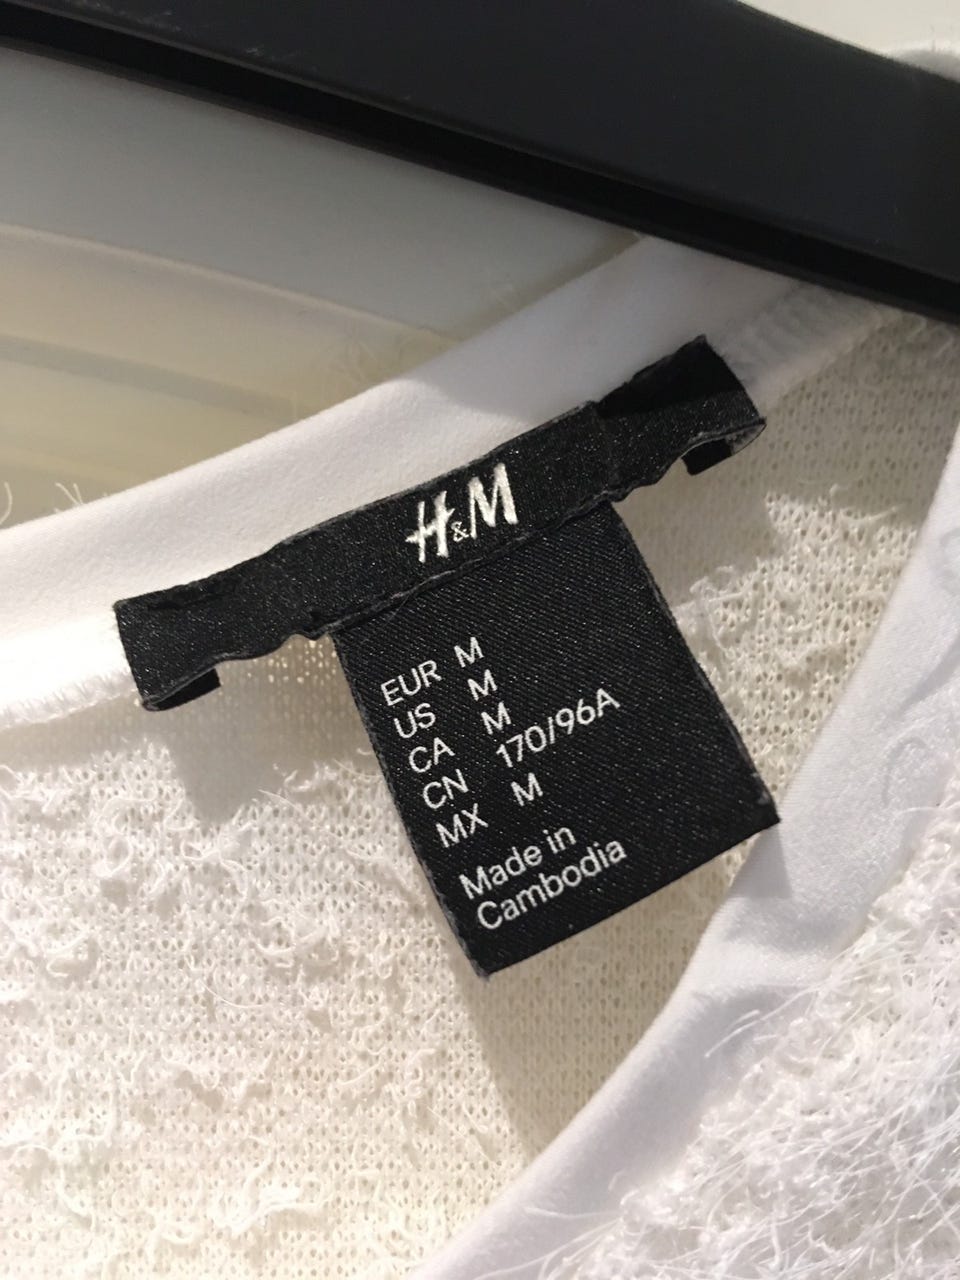 H&M
EUR M
US M
CA M
CN 170/96A
MX M
Made in
Cambodia